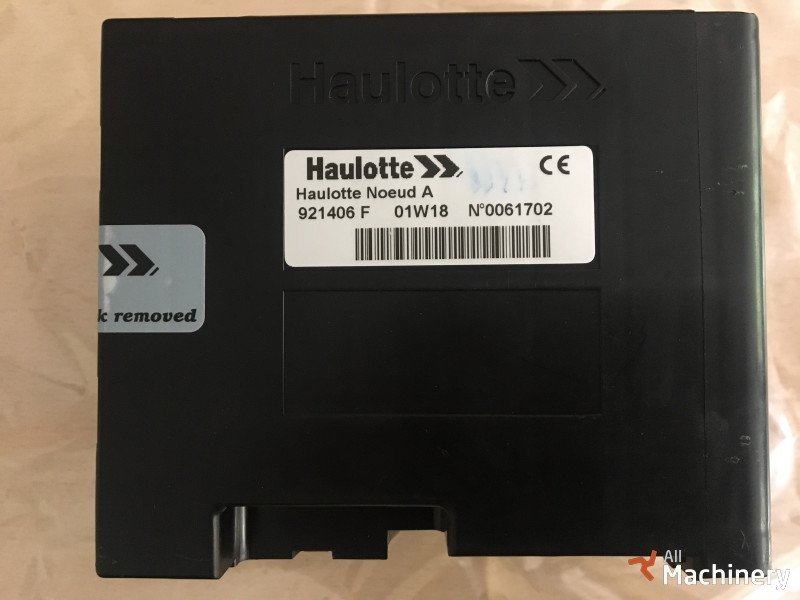 Haulotte
Haulotte CE
Haulotte Noeud A
921406 F 01W18 N°0061702
removed
All
Machinery